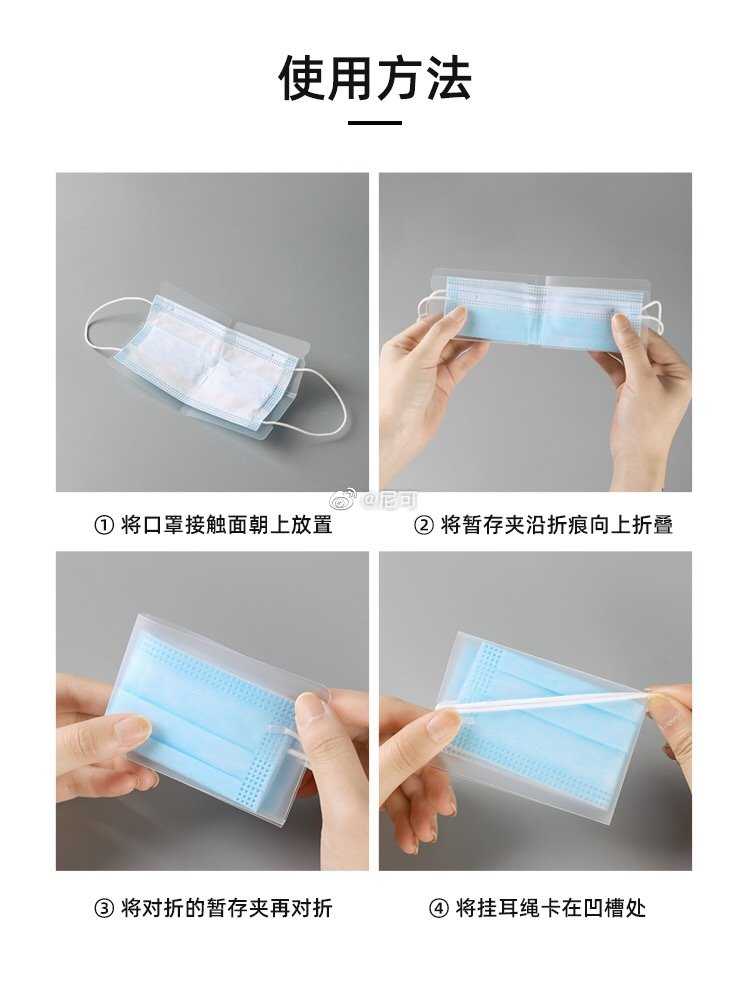 使用方法
@尼可
① 将口罩接触面朝上放置
② 将暂存夹沿折痕向上折叠
③ 将对折的暂存夹再对折
④ 将挂耳绳卡在凹槽处